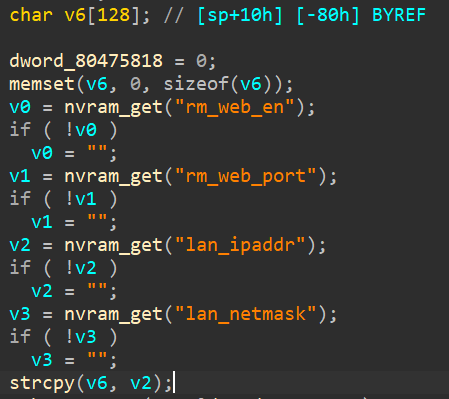 char v6[128]; // [sp+10h] [-80h] BYREF
dword_80475818 = 0;
memset(v6, 0, sizeof(v6));
v0 = nvram_get("rm_web_en");
if ( !v0 )
v0 = "";
v1 = nvram_get("rm_web_port");
if ( !v1 )
v1 = "";
v2 = nvram_get("lan_ipaddr");
if ( !v2 )
v2 = "";
v3 = nvram_get("lan_netmask");
if ( !v3 )
v3 = "";
strcpy(v6, v2);